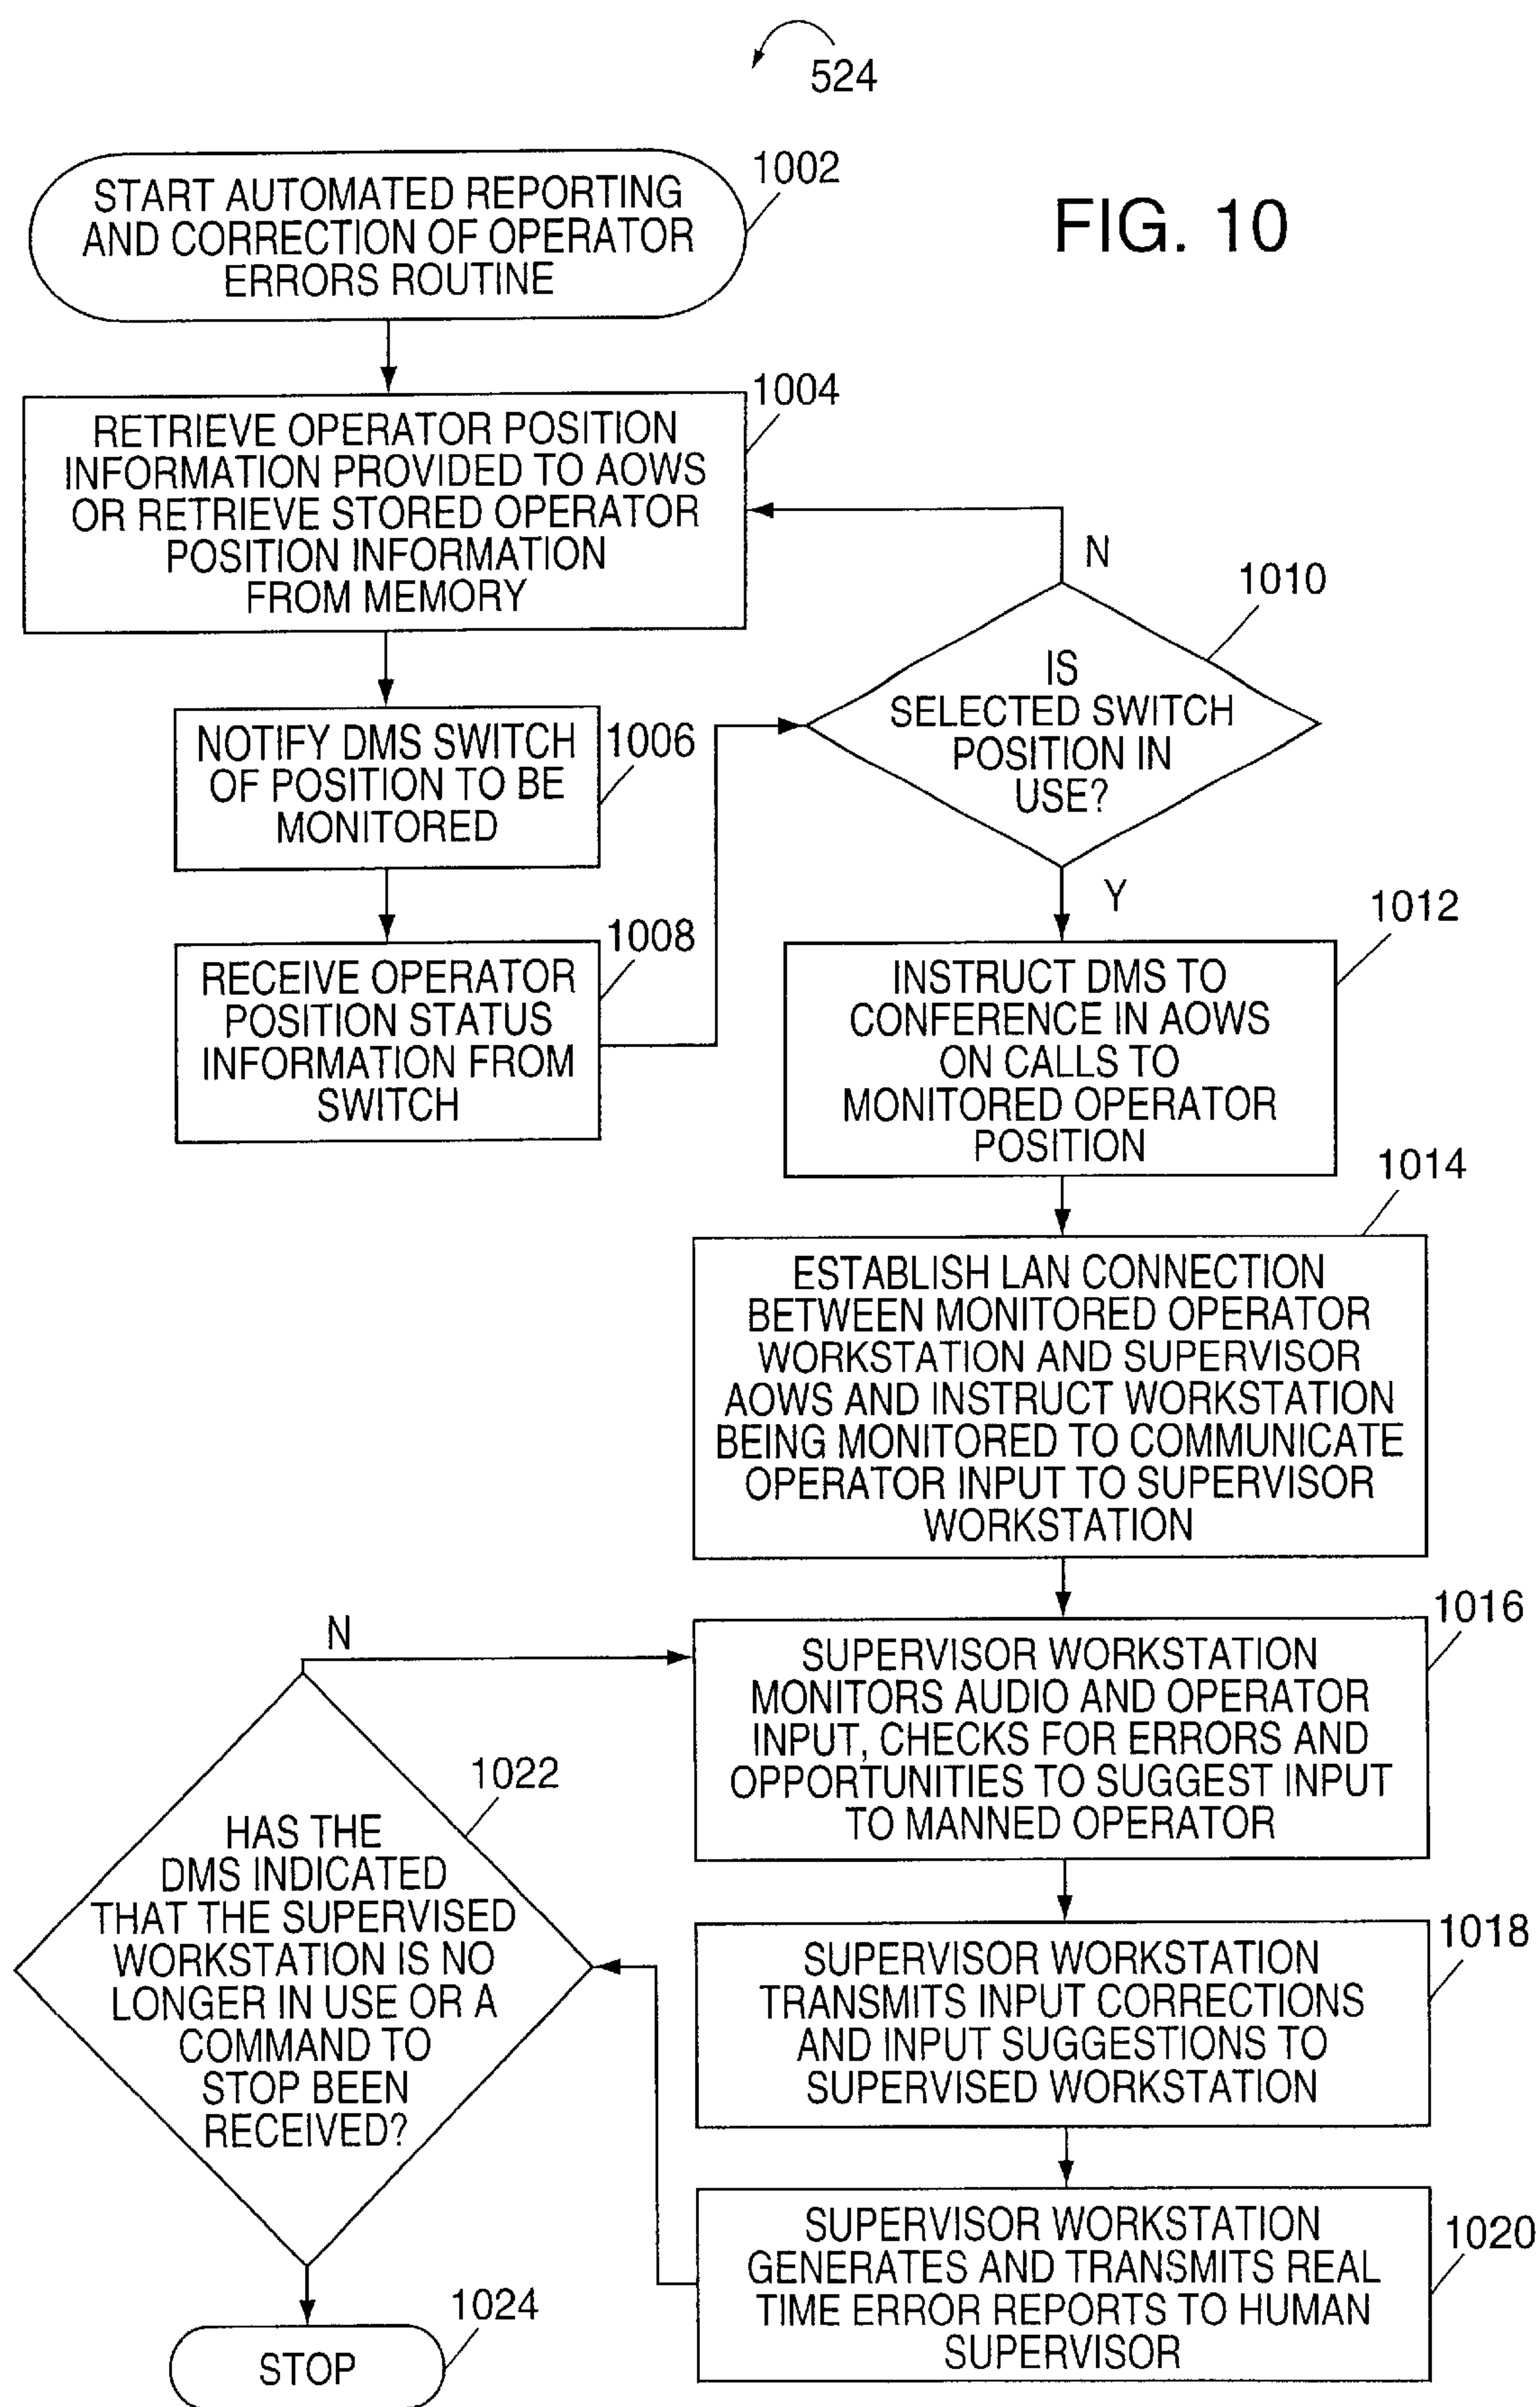 524
FIG. 10
1002
START AUTOMATED REPORTING
AND CORRECTION OF OPERATOR
ERRORS ROUTINE
1004
RETRIEVE OPERATOR POSITION
INFORMATION PROVIDED TO AOWS
OR RETRIEVE STORED OPERATOR
POSITION INFORMATION
FROM MEMORY
1006
NOTIFY DMS SWITCH
OF POSITION TO BE
MONITORED
1008
RECEIVE OPERATOR
POSITION STATUS
INFORMATION FROM
SWITCH
N
1010
IS
SELECTED SWITCH
POSITION IN
USE?
Y
1012
INSTRUCT DMS TO
CONFERENCE IN AOWS
ON CALLS TO
MONITORED OPERATOR
POSITION
1014
ESTABLISH LAN CONNECTION
BETWEEN MONITORED OPERATOR
WORKSTATION AND SUPERVISOR
AOWS AND INSTRUCT WORKSTATION
BEING MONITORED TO COMMUNICATE
OPERATOR INPUT TO SUPERVISOR
WORKSTATION
1016
SUPERVISOR WORKSTATION
MONITORS AUDIO AND OPERATOR
INPUT, CHECKS FOR ERRORS AND
OPPORTUNITIES TO SUGGEST INPUT
TO MANNED OPERATOR
1018
SUPERVISOR WORKSTATION
TRANSMITS INPUT CORRECTIONS
AND INPUT SUGGESTIONS TO
SUPERVISED WORKSTATION
1020
SUPERVISOR WORKSTATION
GENERATES AND TRANSMITS REAL
TIME ERROR REPORTS TO HUMAN
SUPERVISOR
N
1022
HAS THE
DMS INDICATED
THAT THE SUPERVISED
WORKSTATION IS NO
LONGER IN USE OR A
COMMAND TO
STOP BEEN
RECEIVED?
1024
STOP